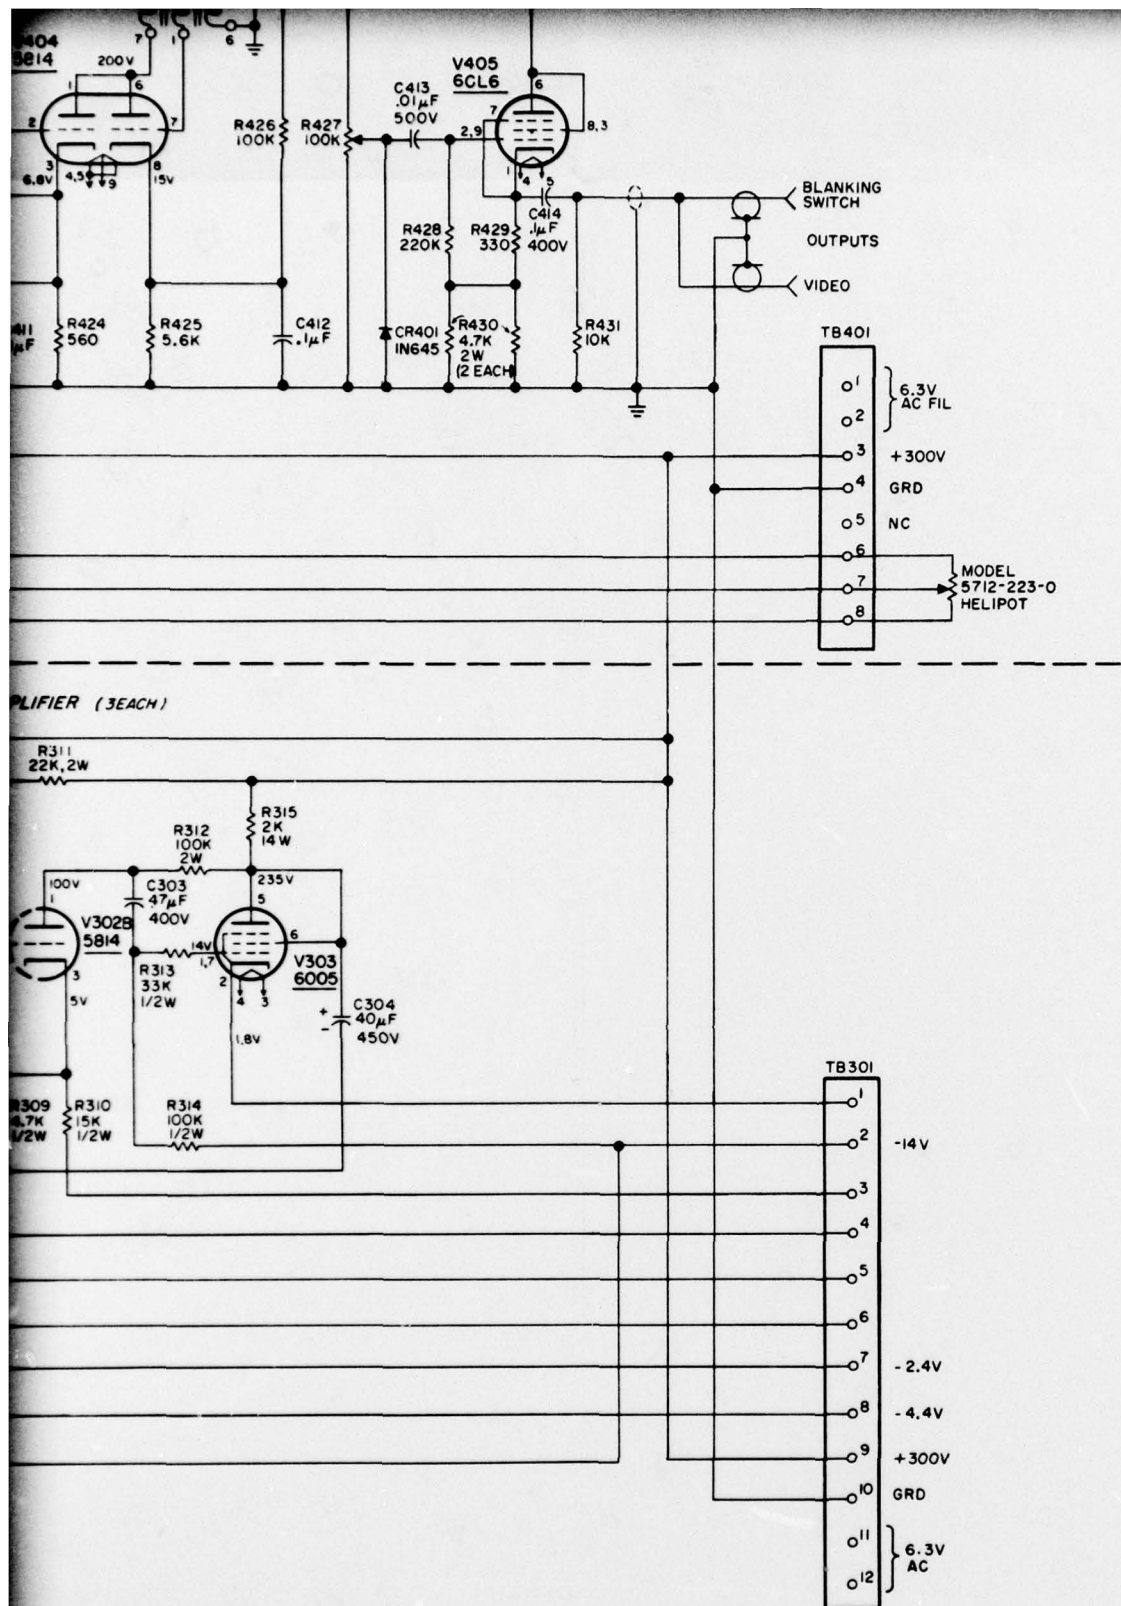 7
1
6
404
5814
200V
1
6
2
7
3
4,5
9
8
6.8V
15V
R426
100K
R427
100K
C413
.01µF
500V
V405
6CL6
7
6
2,9
8,3
1
4
5
C414
.1µF
400V
R428
220K
R429
330
BLANKING
SWITCH
OUTPUTS
VIDEO
R424
560
R425
5.6K
C412
.1µF
CR401
IN645
R430
4.7K
2W
(2 EACH)
R431
10K
TB401
1
2
6.3V
AC FIL
3
+300V
4
GRD
5
NC
6
7
8
MODEL
5712-223-0
HELIPOT
PLIFIER (3EACH)
R311
22K,2W
R315
2K
14W
R312
100K
2W
100V
235V
C303
.47µF
400V
1
5
V302B
5814
14V
1,7
6
V303
6005
3
5V
R313
33K
1/2W
2
4
3
1.8V
+
-
C304
40µF
450V
R309
4.7K
1/2W
R310
15K
1/2W
R314
100K
1/2W
TB301
1
2
-14V
3
4
5
6
7
-2.4V
8
-4.4V
9
+300V
10
GRD
11
12
6.3V
AC